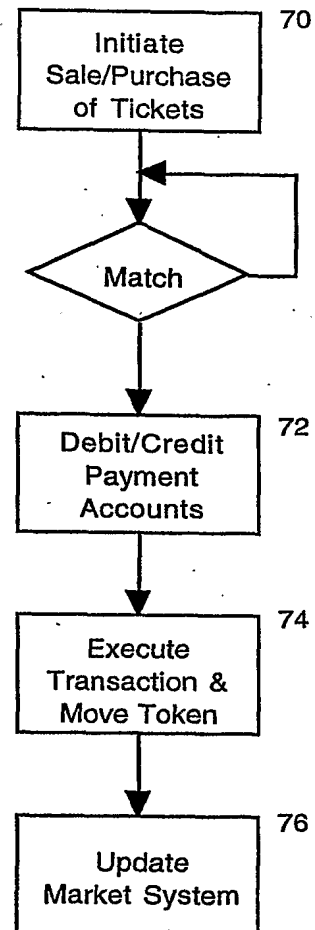 70
Initiate
Sale/Purchase
of Tickets
Match
72
Debit/Credit
Payment
Accounts
74
Execute
Transaction &
Move Token
76
Update
Market System